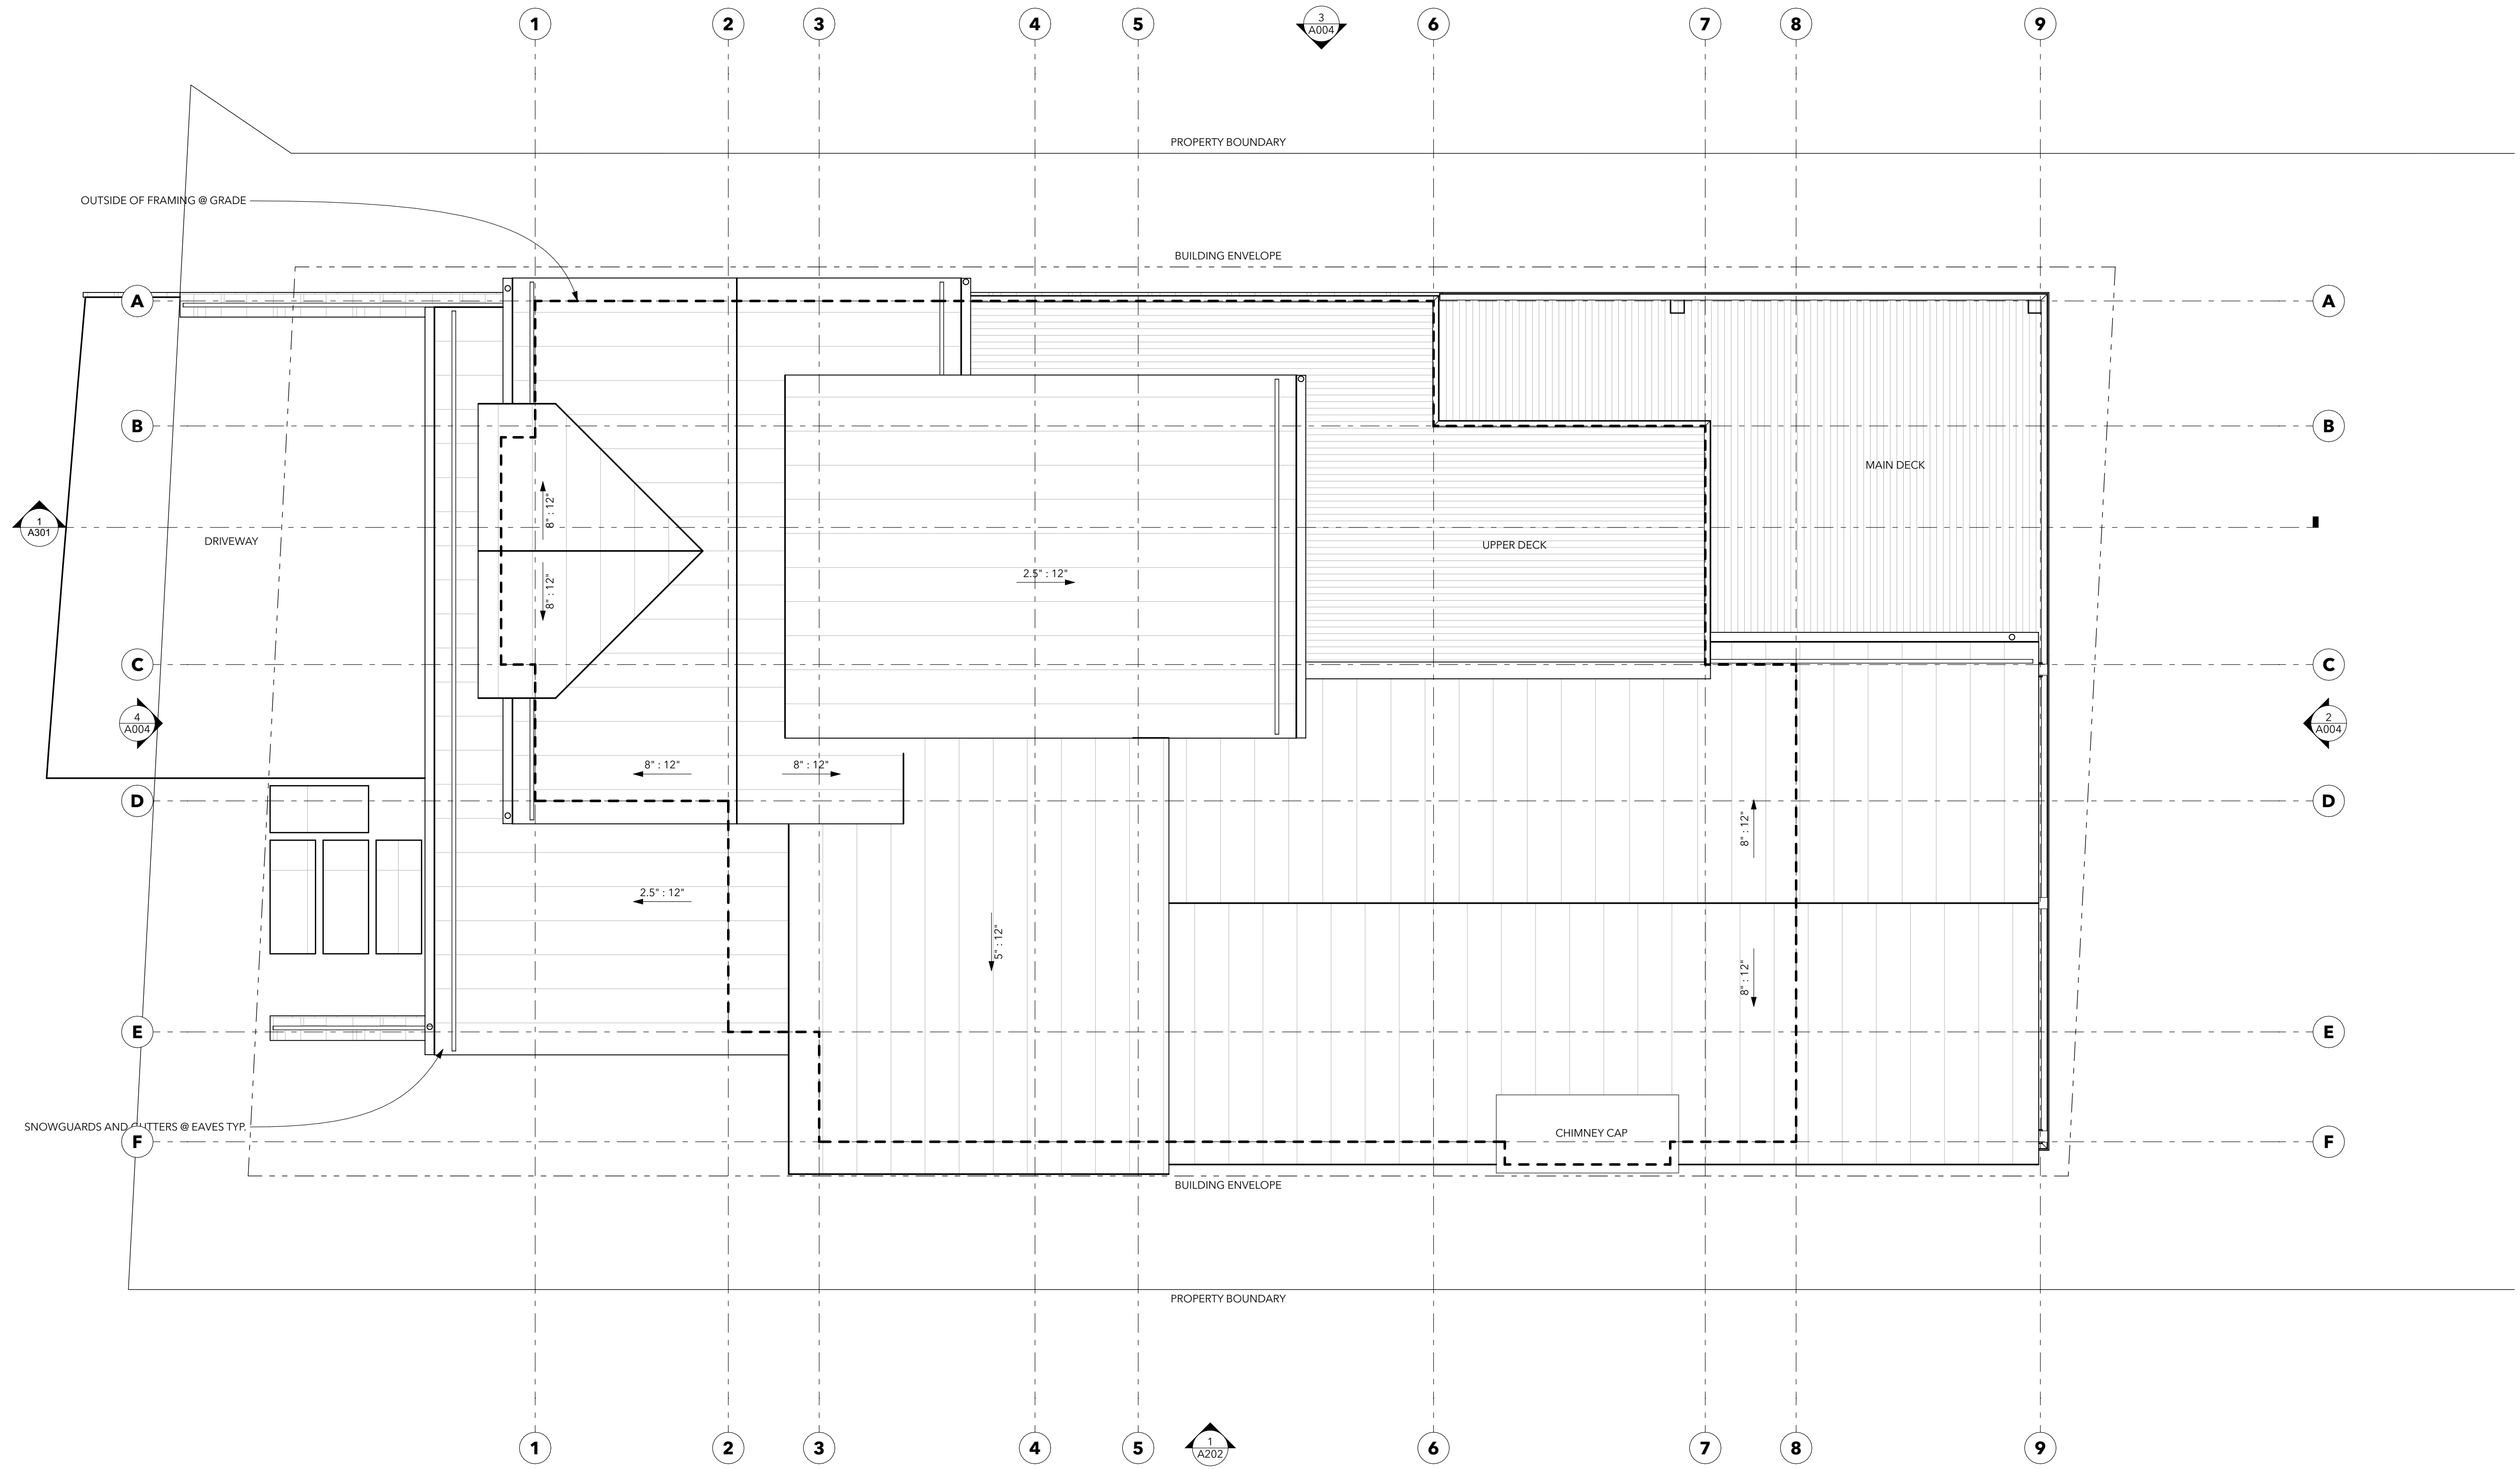 1 2 3 4 5 3 6 7 8 9
A004
PROPERTY BOUNDARY
OUTSIDE OF FRAMING @ GRADE
BUILDING ENVELOPE
A A
B B
MAIN DECK
8" : 12"
1
A301
DRIVEWAY
UPPER DECK
2.5" : 12"
8" : 12"
C C
4
A004
2
A004
8" : 12" 8" : 12"
D D
8" : 12"
2.5" : 12"
5" : 12"
8" : 12"
E E
SNOWGUARDS AND GUTTERS @ EAVES TYP.
CHIMNEY CAP
F F
BUILDING ENVELOPE
PROPERTY BOUNDARY
1 2 3 4 5 1 6 7 8 9
A202